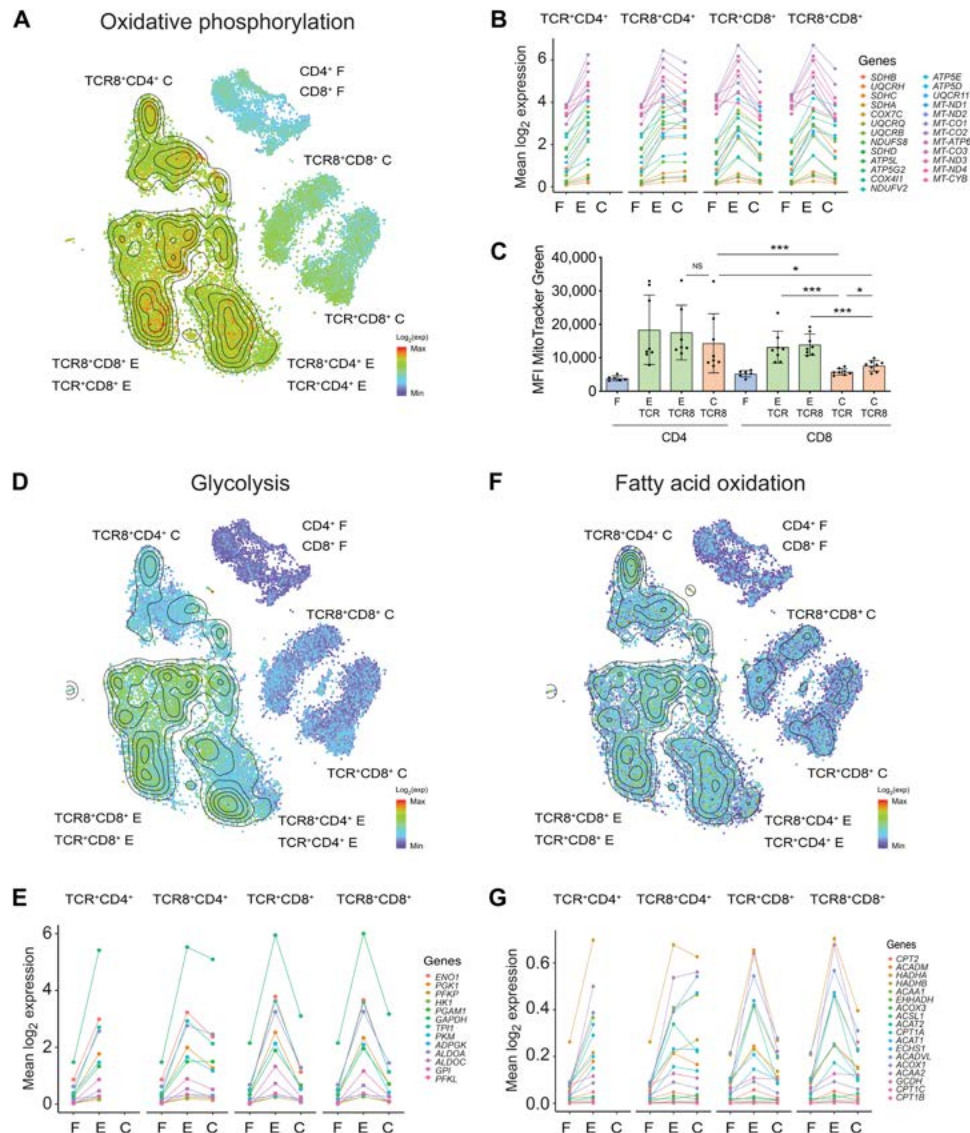 A
Oxidative phosphorylation
TCR8+CD4+ C
CD4+ F
CD8+ F
TCR8+CD8+ C
TCR+CD8+ C
TCR8+CD8+ E
TCR+CD8+ E
TCR8+CD4+ E
TCR+CD4+ E
Log₂(exp)
Max
Min
B
TCR+CD4+ TCR8+CD4+ TCR+CD8+ TCR8+CD8+
Mean log₂ expression
6
4
2
0
F E C F E C F E C F E C
Genes
SDHB ATP5E
UQCRH ATP5D
SDHC UQCR11
SDHA MT-ND1
COX7C MT-ND2
UQCRQ MT-CO1
UQCRB MT-CO2
NDUFS8 MT-ATP6
SDHD MT-CO3
ATP5L MT-ND3
ATP5G2 MT-ND4
COX4I1 MT-CYB
NDUFV2
C
MFI MitoTracker Green
40,000
30,000
20,000
10,000
0
***
NS
*
*** *
***
F E E C F E E C C
TCR TCR8 TCR8 TCR TCR8 TCR TCR8
CD4 CD8
D
Glycolysis
TCR8+CD4+ C
CD4+ F
CD8+ F
TCR8+CD8+ C
TCR+CD8+ C
TCR8+CD8+ E
TCR+CD8+ E
TCR8+CD4+ E
TCR+CD4+ E
Log₂(exp)
Max
Min
F
Fatty acid oxidation
TCR8+CD4+ C
CD4+ F
CD8+ F
TCR8+CD8+ C
TCR+CD8+ C
TCR8+CD8+ E
TCR+CD8+ E
TCR8+CD4+ E
TCR+CD4+ E
Log₂(exp)
Max
Min
E
TCR+CD4+ TCR8+CD4+ TCR+CD8+ TCR8+CD8+
Mean log₂ expression
6
4
2
0
F E C F E C F E C F E C
Genes
ENO1
PGK1
PFKP
HK1
PGAM1
GAPDH
TPI1
PKM
ADPGK
ALDOA
ALDOC
GPI
PFKL
G
TCR+CD4+ TCR8+CD4+ TCR+CD8+ TCR8+CD8+
Mean log₂ expression
0.6
0.4
0.2
0
F E C F E C F E C F E C
Genes
CPT2
ACADM
HADHA
HADHB
ACAA1
EHHADH
ACOX3
ACSL1
ACAT2
CPT1A
ACAT1
ECHS1
ACADVL
ACOX1
ACAA2
GCDH
CPT1C
CPT1B